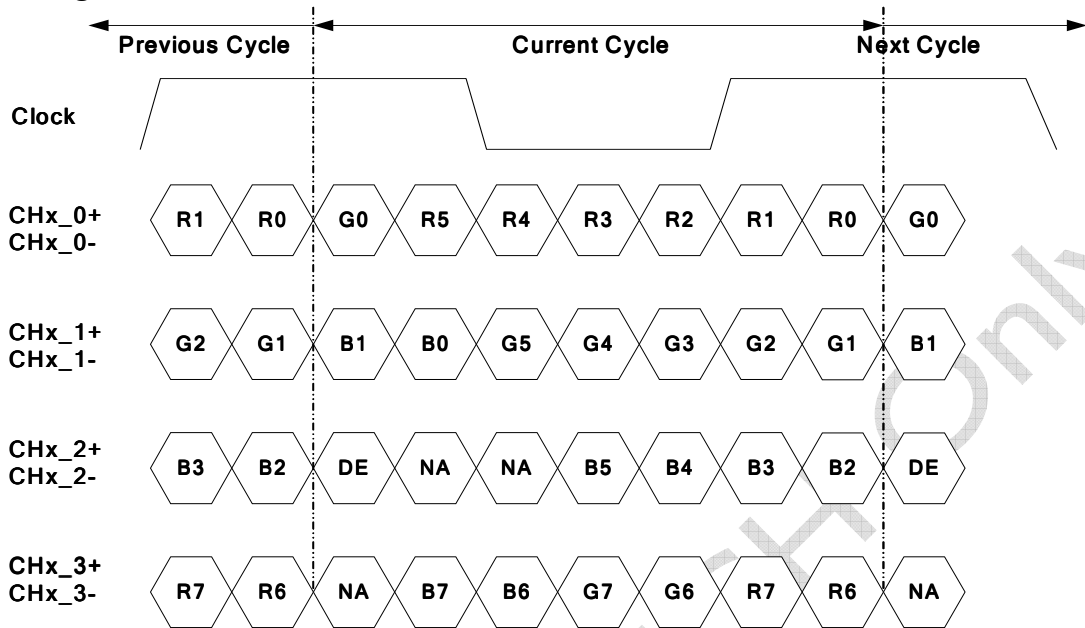 Previous Cycle Current Cycle Next Cycle
Clock
CHx_0+
CHx_0-
R1 R0 G0 R5 R4 R3 R2 R1 R0 G0
CHx_1+
CHx_1-
G2 G1 B1 B0 G5 G4 G3 G2 G1 B1
CHx_2+
CHx_2-
B3 B2 DE NA NA B5 B4 B3 B2 DE
CHx_3+
CHx_3-
R7 R6 NA B7 B6 G7 G6 R7 R6 NA
Only